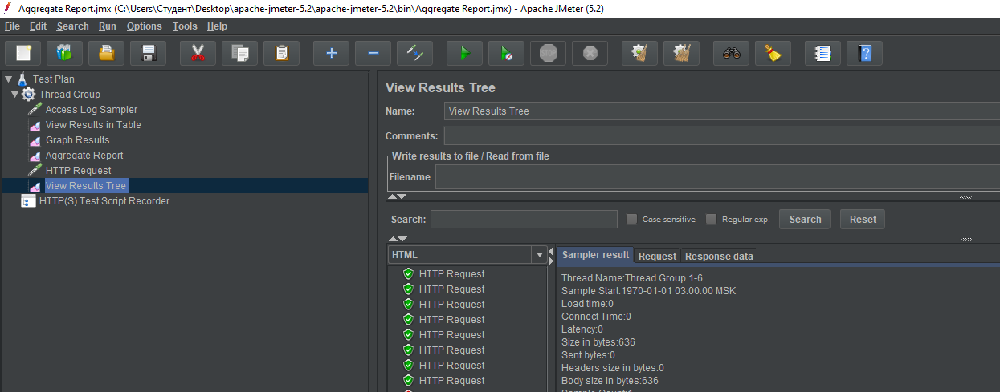 Aggregate Report.jmx (C:\Users\Студент\Desktop\apache-jmeter-5.2\apache-jmeter-5.2\bin\Aggregate Report.jmx) - Apache JMeter (5.2)
File Edit Search Run Options Tools Help
STOP
Test Plan
Thread Group
Access Log Sampler
View Results in Table
Graph Results
Aggregate Report
HTTP Request
View Results Tree
HTTP(S) Test Script Recorder
View Results Tree
Name: View Results Tree
Comments:
Write results to file / Read from file
Filename
Search: Case sensitive Regular exp. Search Reset
HTML
HTTP Request
HTTP Request
HTTP Request
HTTP Request
HTTP Request
HTTP Request
HTTP Request
HTTP Request
Sampler result Request Response data
Thread Name:Thread Group 1-6
Sample Start:1970-01-01 03:00:00 MSK
Load time:0
Connect Time:0
Latency:0
Size in bytes:636
Sent bytes:0
Headers size in bytes:0
Body size in bytes:636
Sample Count:1